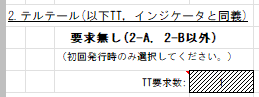 2.テルテール(以下TT，インジケータと同義)
要求無し(2-A，2-B以外)
(初回発行時のみ選択してください。)
TT要求数: 1